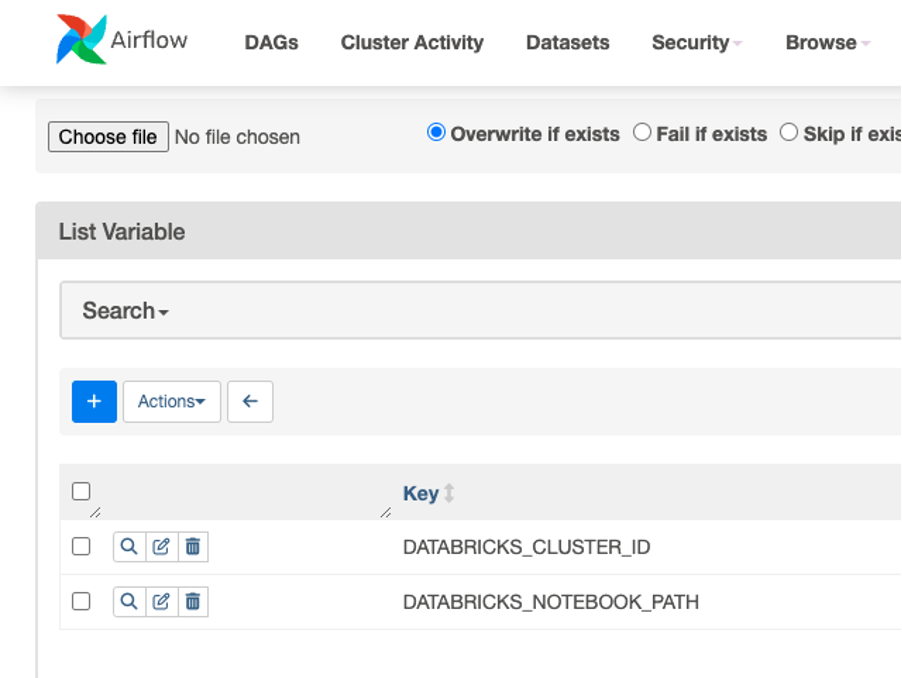 Airflow DAGs Cluster Activity Datasets Security Browse
Choose file No file chosen Overwrite if exists Fail if exists Skip if exis
List Variable
Search
+ Actions
Key
DATABRICKS_CLUSTER_ID
DATABRICKS_NOTEBOOK_PATH